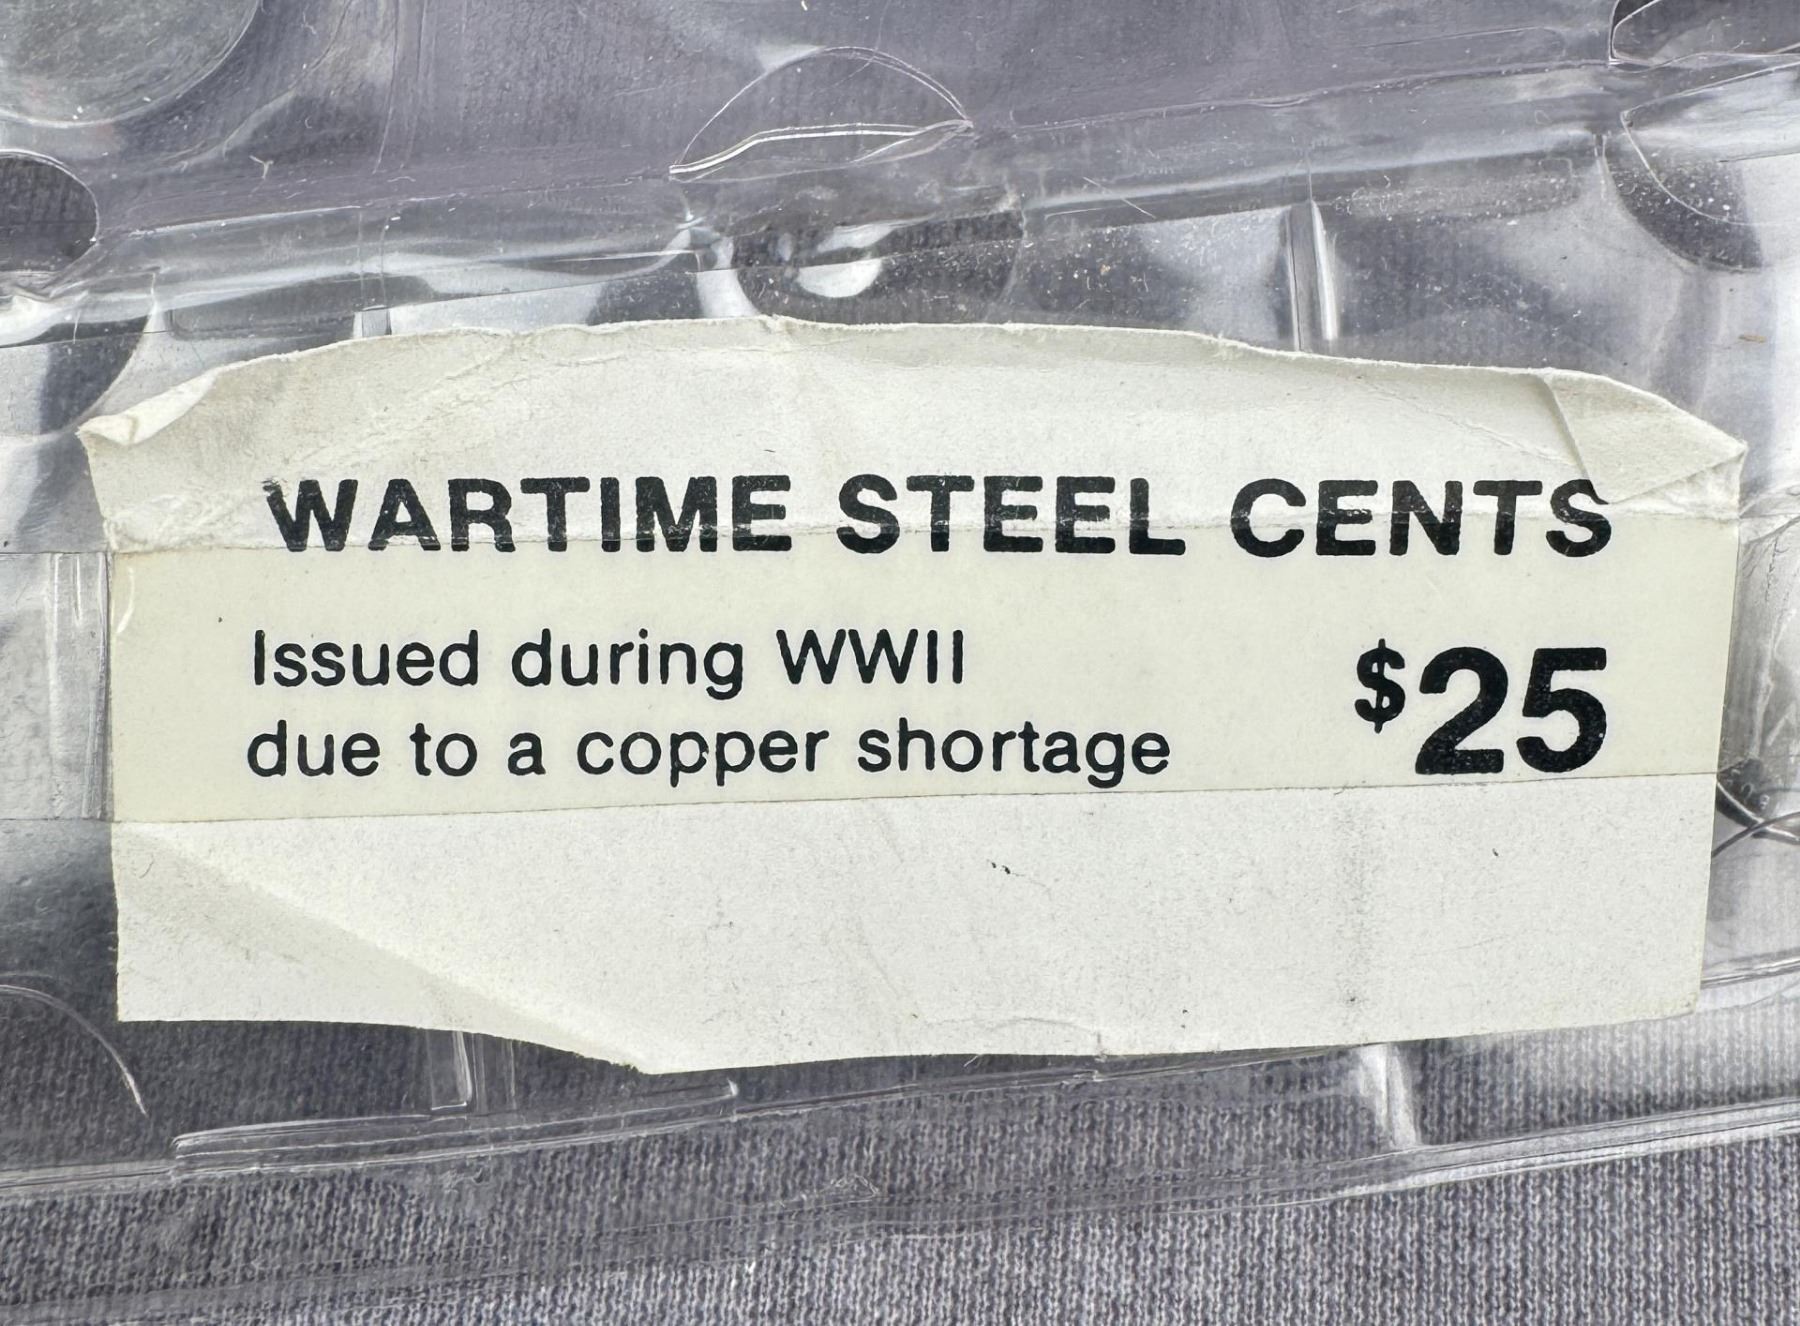 WARTIME STEEL CENTS
Issued during WWII
due to a copper shortage
$25